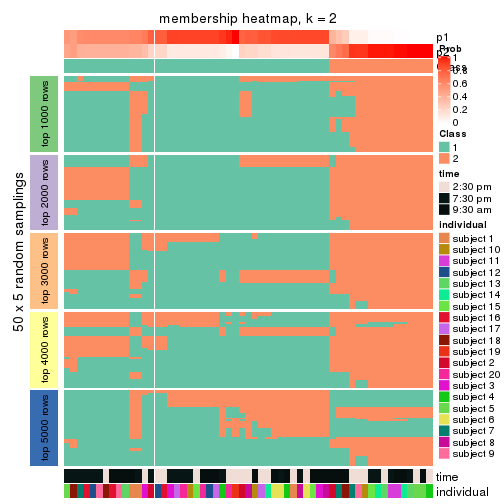 membership heatmap, k = 2
p1
p2
Class
Prob
1
0.8
0.6
0.4
0.2
0
Class
1
2
time
2:30 pm
7:30 pm
9:30 am
individual
subject 1
subject 10
subject 11
subject 12
subject 13
subject 14
subject 15
subject 16
subject 17
subject 18
subject 19
subject 2
subject 20
subject 3
subject 4
subject 5
subject 6
subject 7
subject 8
subject 9
50 x 5 random samplings
top 1000 rows
top 2000 rows
top 3000 rows
top 4000 rows
top 5000 rows
time
individual